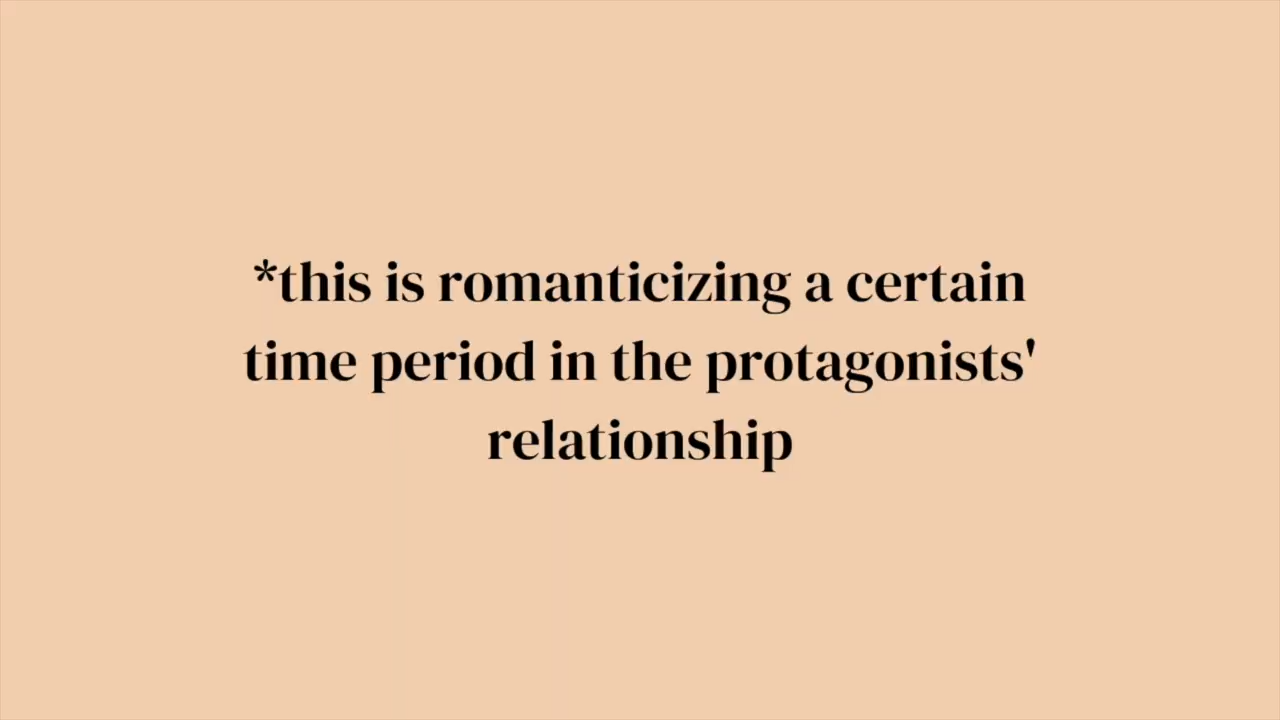 *this is romanticizing a certain
time period in the protagonists'
relationship